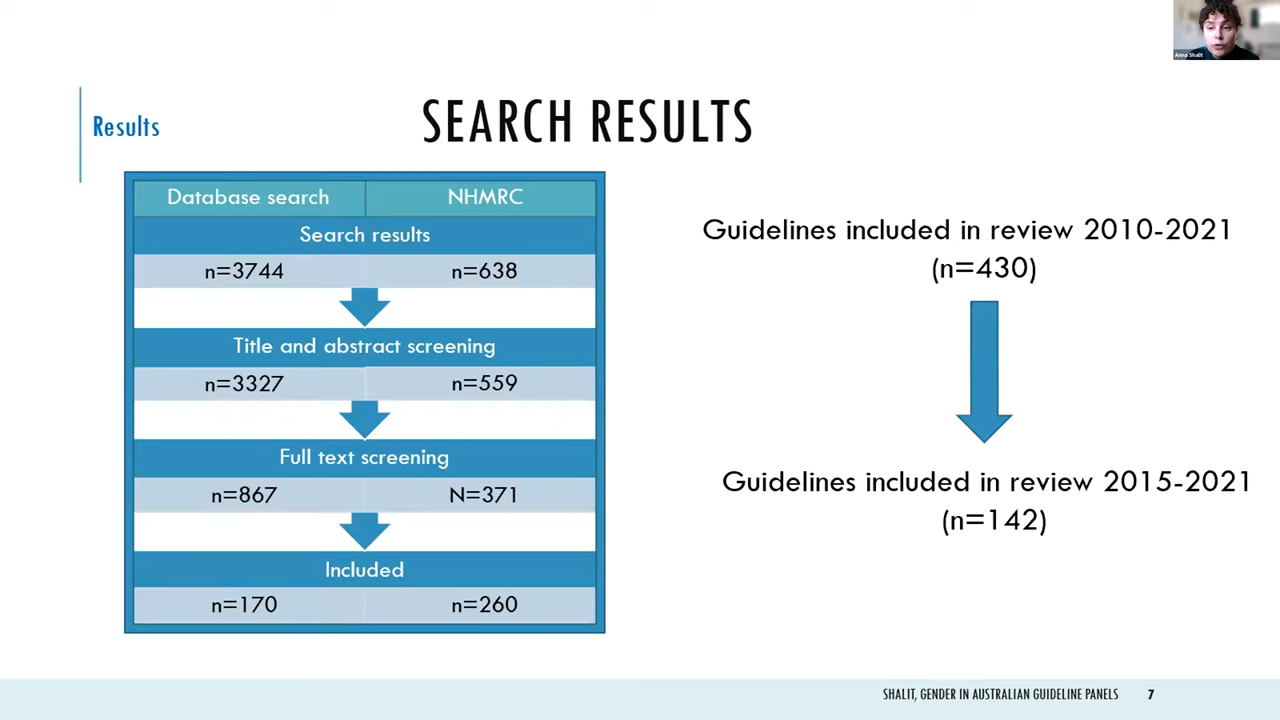 Anna Shalit
Results
SEARCH RESULTS
Database search NHMRC
Search results
n=3744 n=638
Title and abstract screening
n=3327 n=559
Full text screening
n=867 N=371
Included
n=170 n=260
Guidelines included in review 2010-2021
(n=430)
Guidelines included in review 2015-2021
(n=142)
SHALIT, GENDER IN AUSTRALIAN GUIDELINE PANELS 7